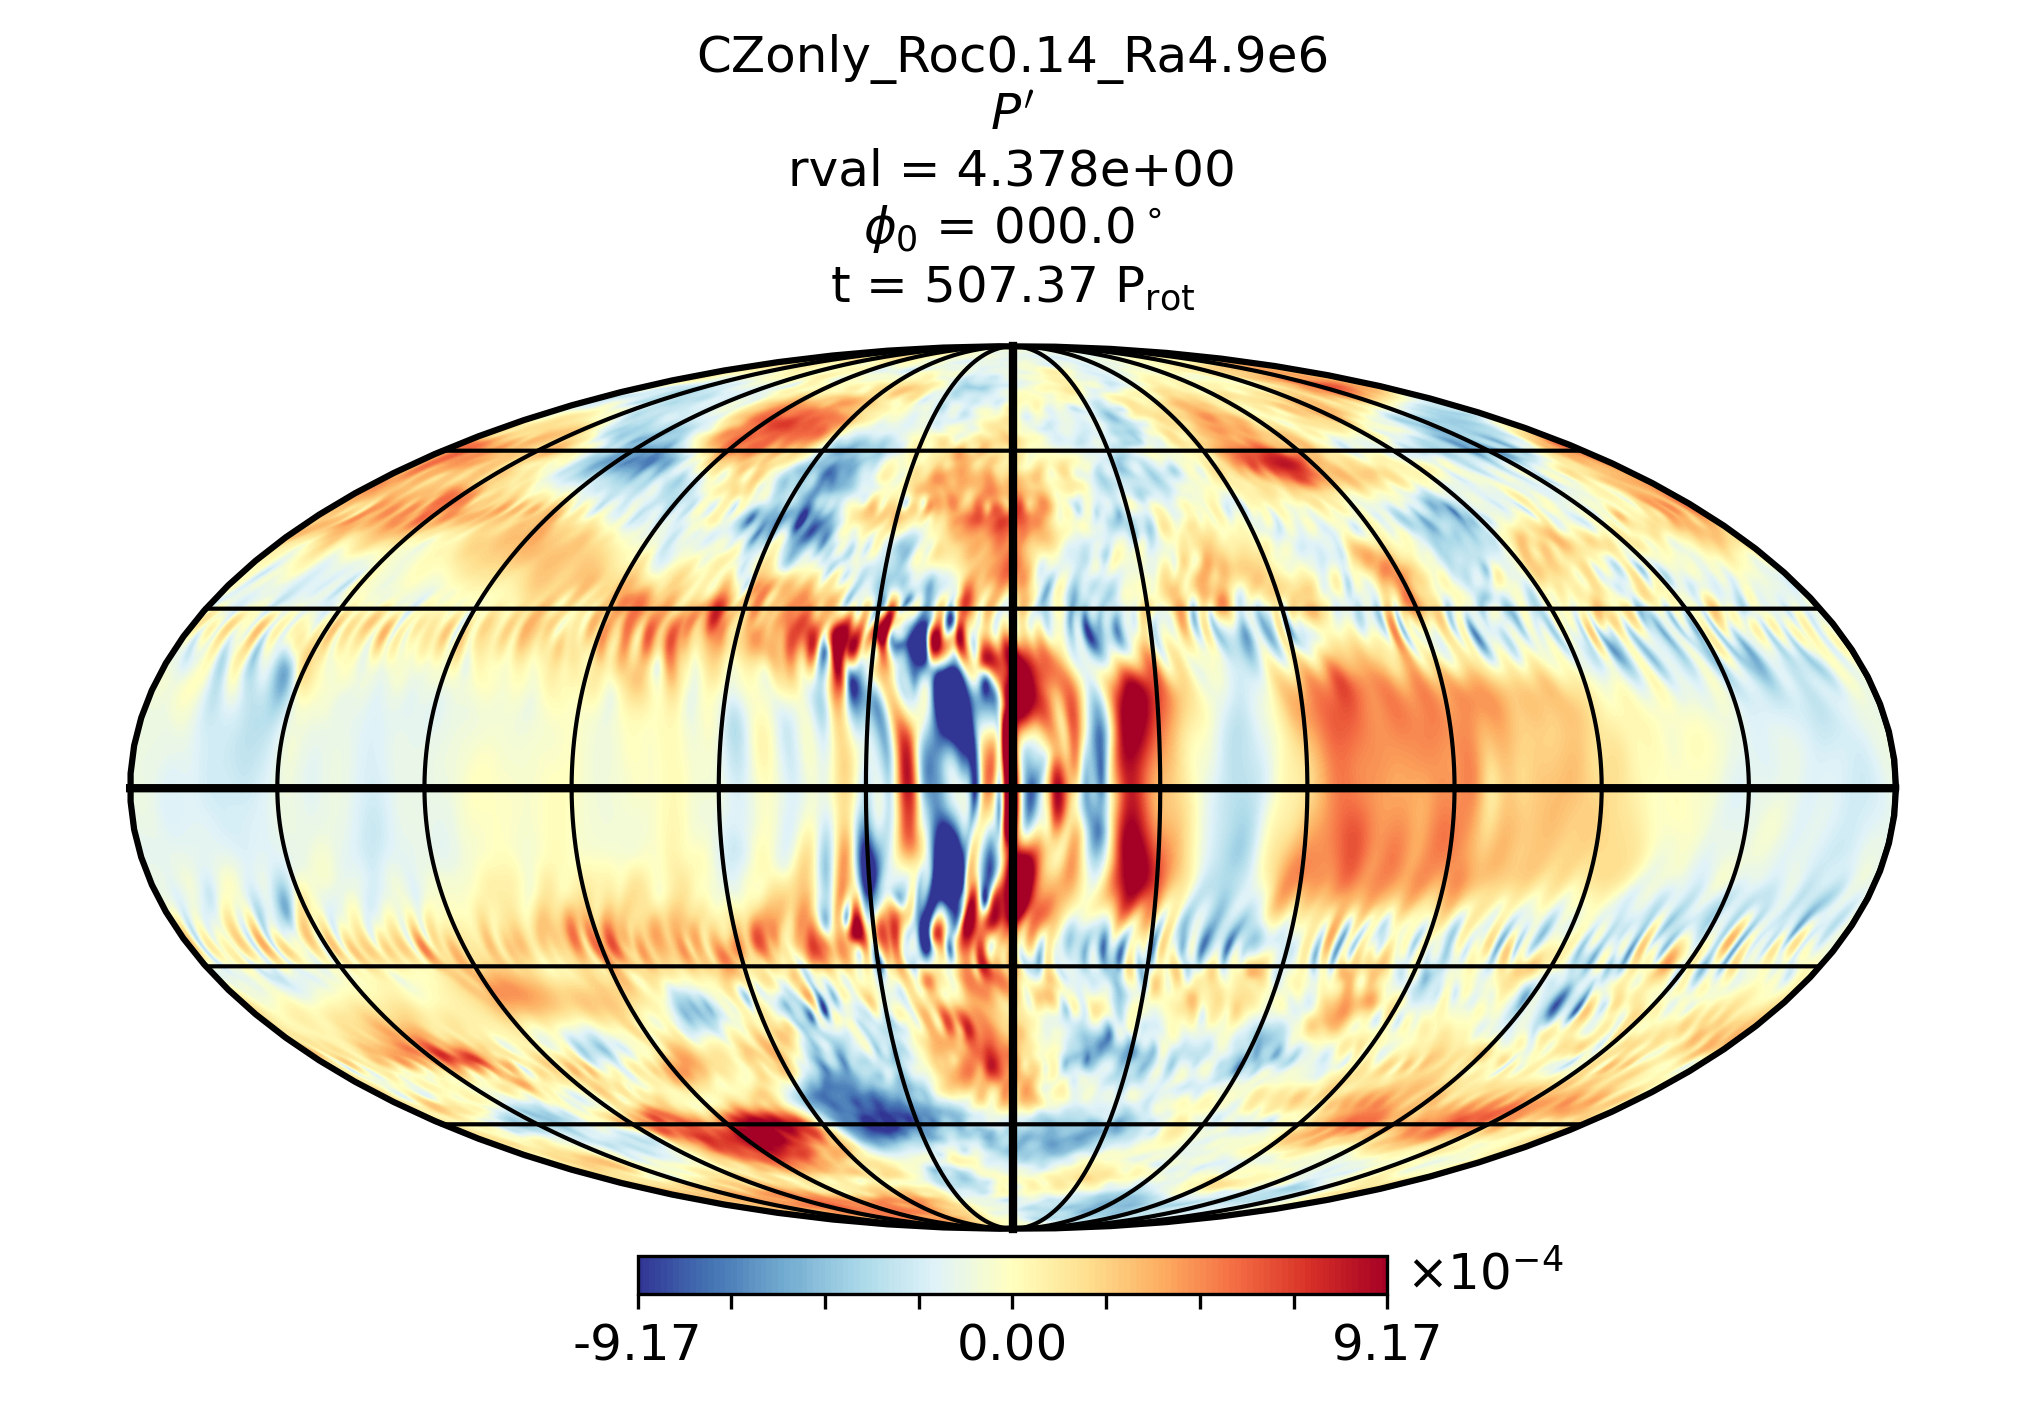 CZonly_Roc0.14_Ra4.9e6
P′
rval = 4.378e+00
ϕ₀ = 000.0°
t = 507.37 P_rot
×10⁻⁴
-9.17 0.00 9.17